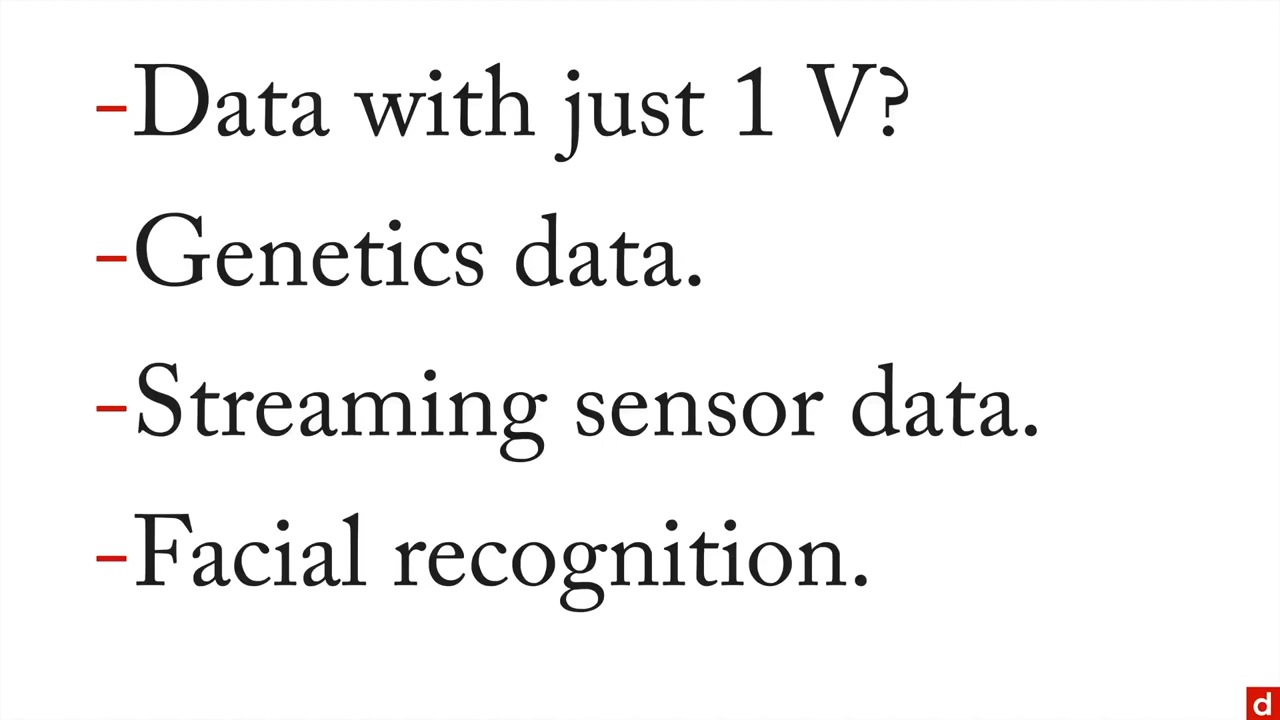 -Data with just 1 V?
-Genetics data.
-Streaming sensor data.
-Facial recognition.
d